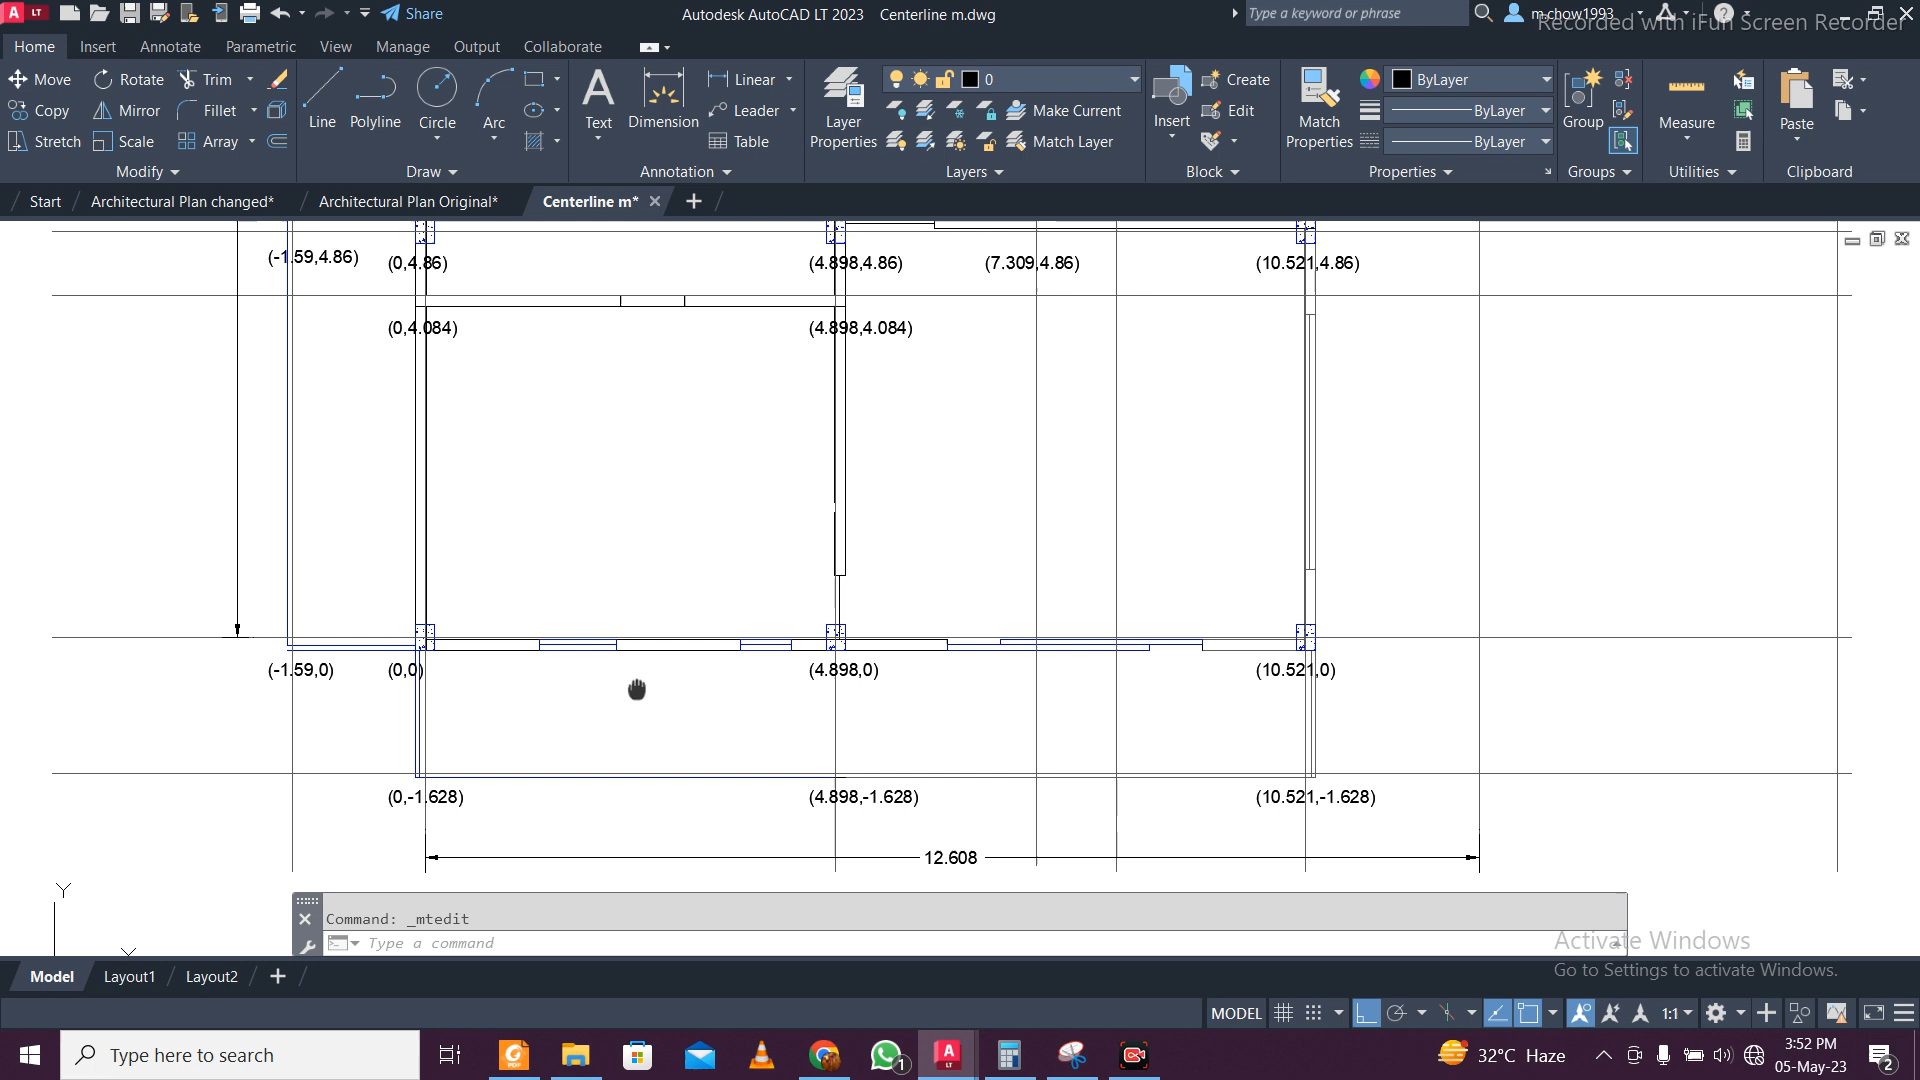 A LT Share Autodesk AutoCAD LT 2023 Centerline m.dwg Type a keyword or phrase m.chow1993
Recorded with iFun Screen Recorder
Home Insert Annotate Parametric View Manage Output Collaborate
Move Rotate Trim Linear 0 Create ByLayer
Copy Mirror Fillet Leader Make Current Edit ByLayer
Line Polyline Circle Arc Text Dimension Layer Properties Insert Match Properties Group Measure Paste
Stretch Scale Array Table Match Layer ByLayer
Modify Draw Annotation Layers Block Properties Groups Utilities Clipboard
Start Architectural Plan changed* Architectural Plan Original* Centerline m*
(-1.59,4.86) (0,4.86) (4.898,4.86) (7.309,4.86) (10.521,4.86)
(0,4.084) (4.898,4.084)
(-1.59,0) (0,0) (4.898,0) (10.521,0)
(0,-1.628) (4.898,-1.628) (10.521,-1.628)
12.608
Y
X
Command: _mtedit
Type a command
Activate Windows
Go to Settings to activate Windows.
Model Layout1 Layout2
MODEL 1:1
Type here to search PDF 1 A LT 32°C Haze 3:52 PM
05-May-23 2